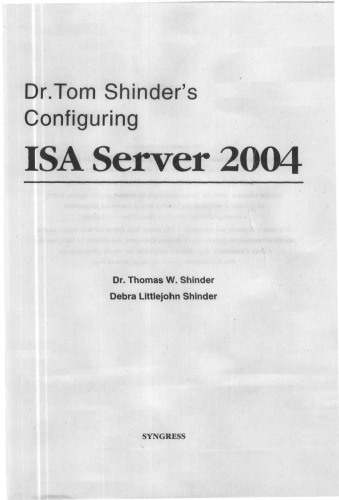 Dr.Tom Shinder's
Configuring
ISA Server 2004
Dr. Thomas W. Shinder
Debra Littlejohn Shinder
SYNGRESS